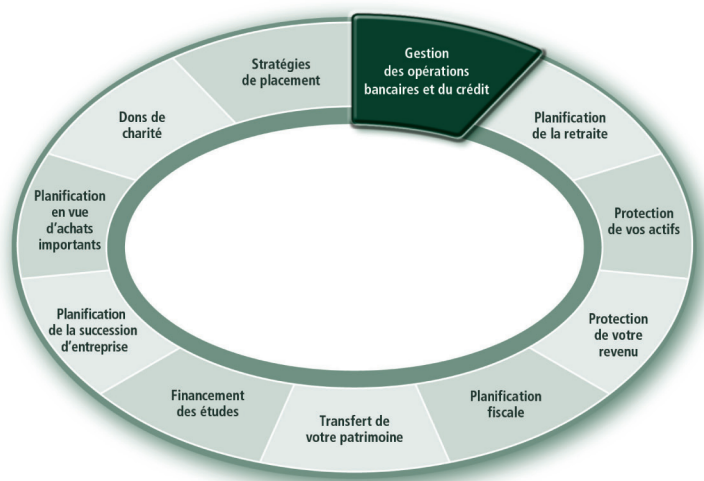 Gestion
des opérations
bancaires et du crédit
Planification
de la retraite
Protection
de vos actifs
Protection
de votre
revenu
Planification
fiscale
Transfert de
votre patrimoine
Financement
des études
Planification
de la succession
d'entreprise
Planification
en vue
d'achats
importants
Dons de
charité
Stratégies
de placement